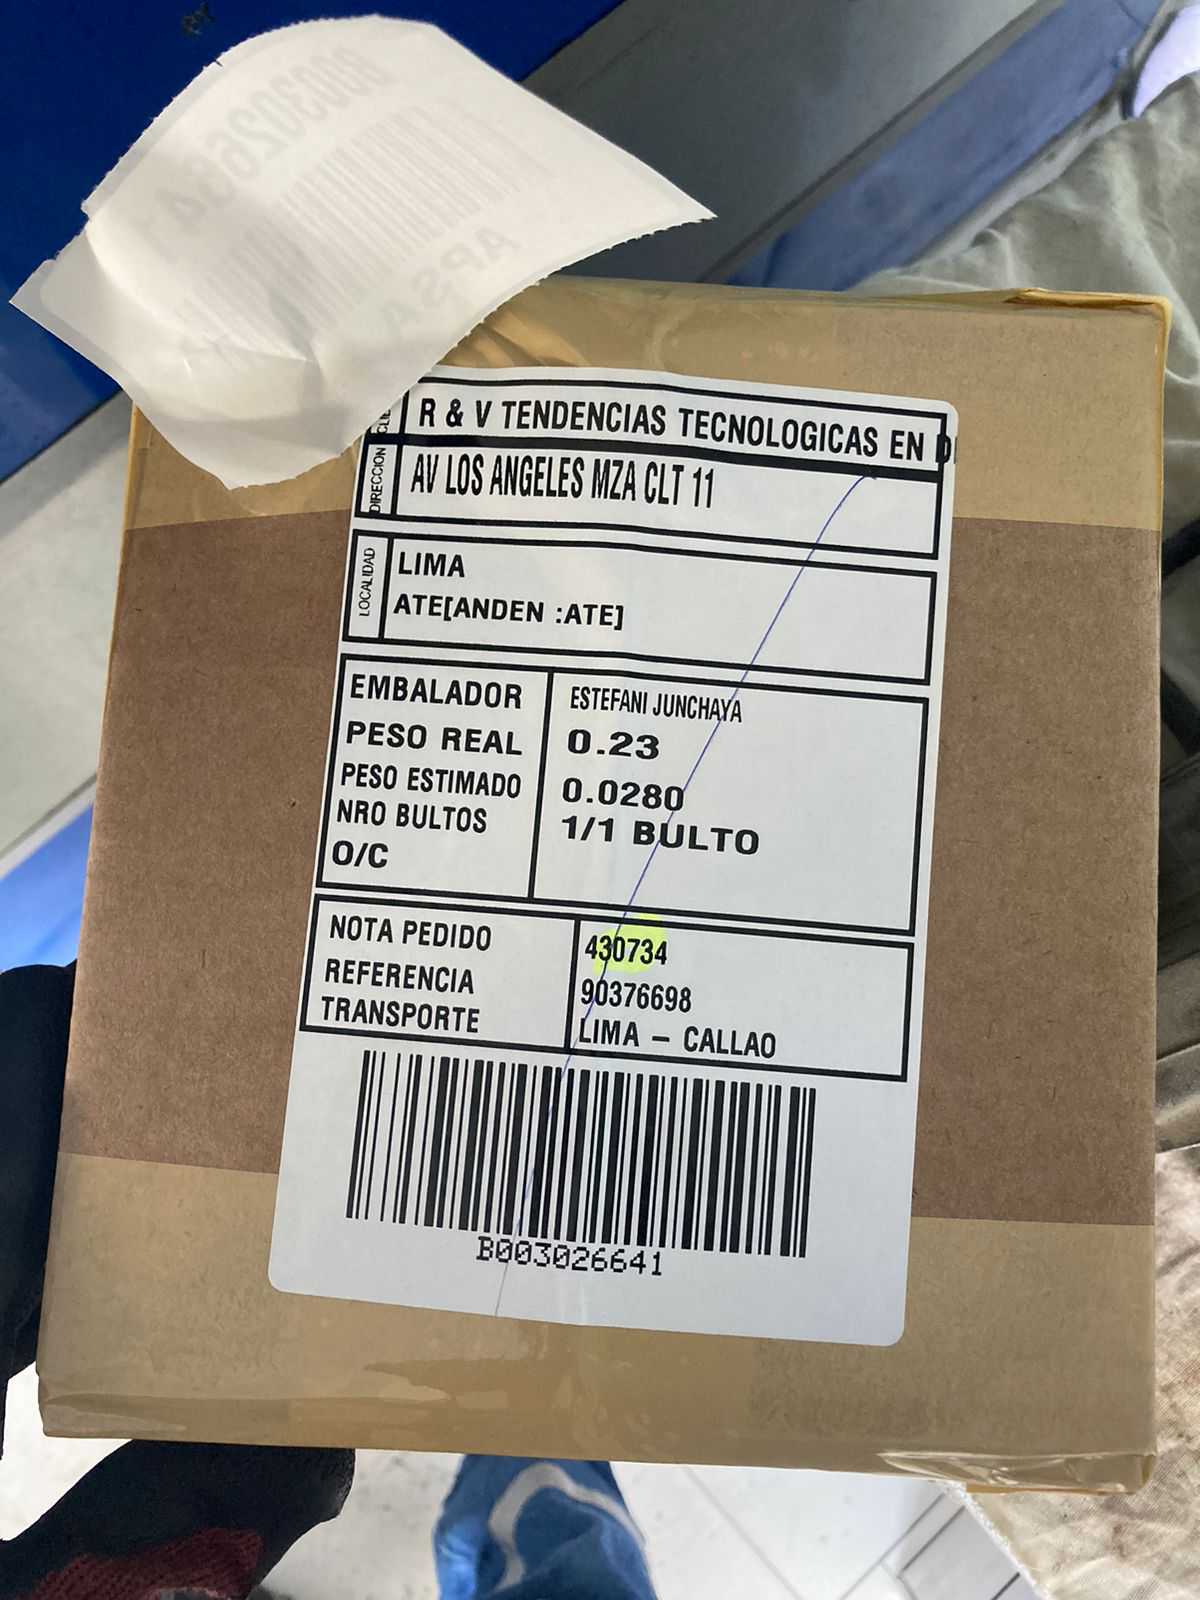 R & V TENDENCIAS TECNOLOGICAS EN
DIRECCION
AV LOS ANGELES MZA CLT 11
LOCALIDAD
LIMA
ATE[ANDEN :ATE]
EMBALADOR ESTEFANI JUNCHAYA
PESO REAL 0.23
PESO ESTIMADO 0.0280
NRO BULTOS 1/1 BULTO
O/C
NOTA PEDIDO 430734
REFERENCIA 90376698
TRANSPORTE LIMA – CALLAO
B003026641